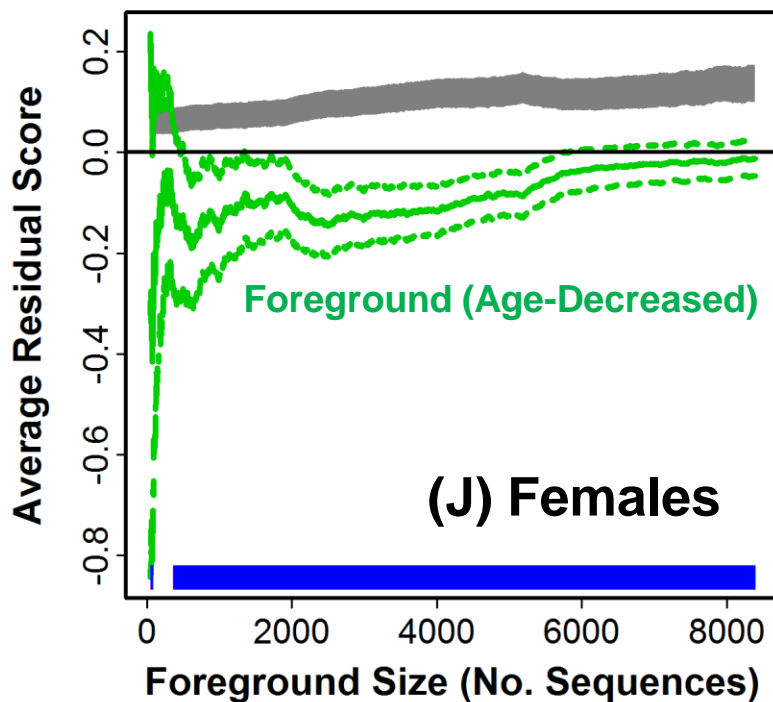 Average Residual Score
0.2
0.0
-0.2
-0.4
-0.6
-0.8
Foreground (Age-Decreased)
(J) Females
0
2000
4000
6000
8000
Foreground Size (No. Sequences)